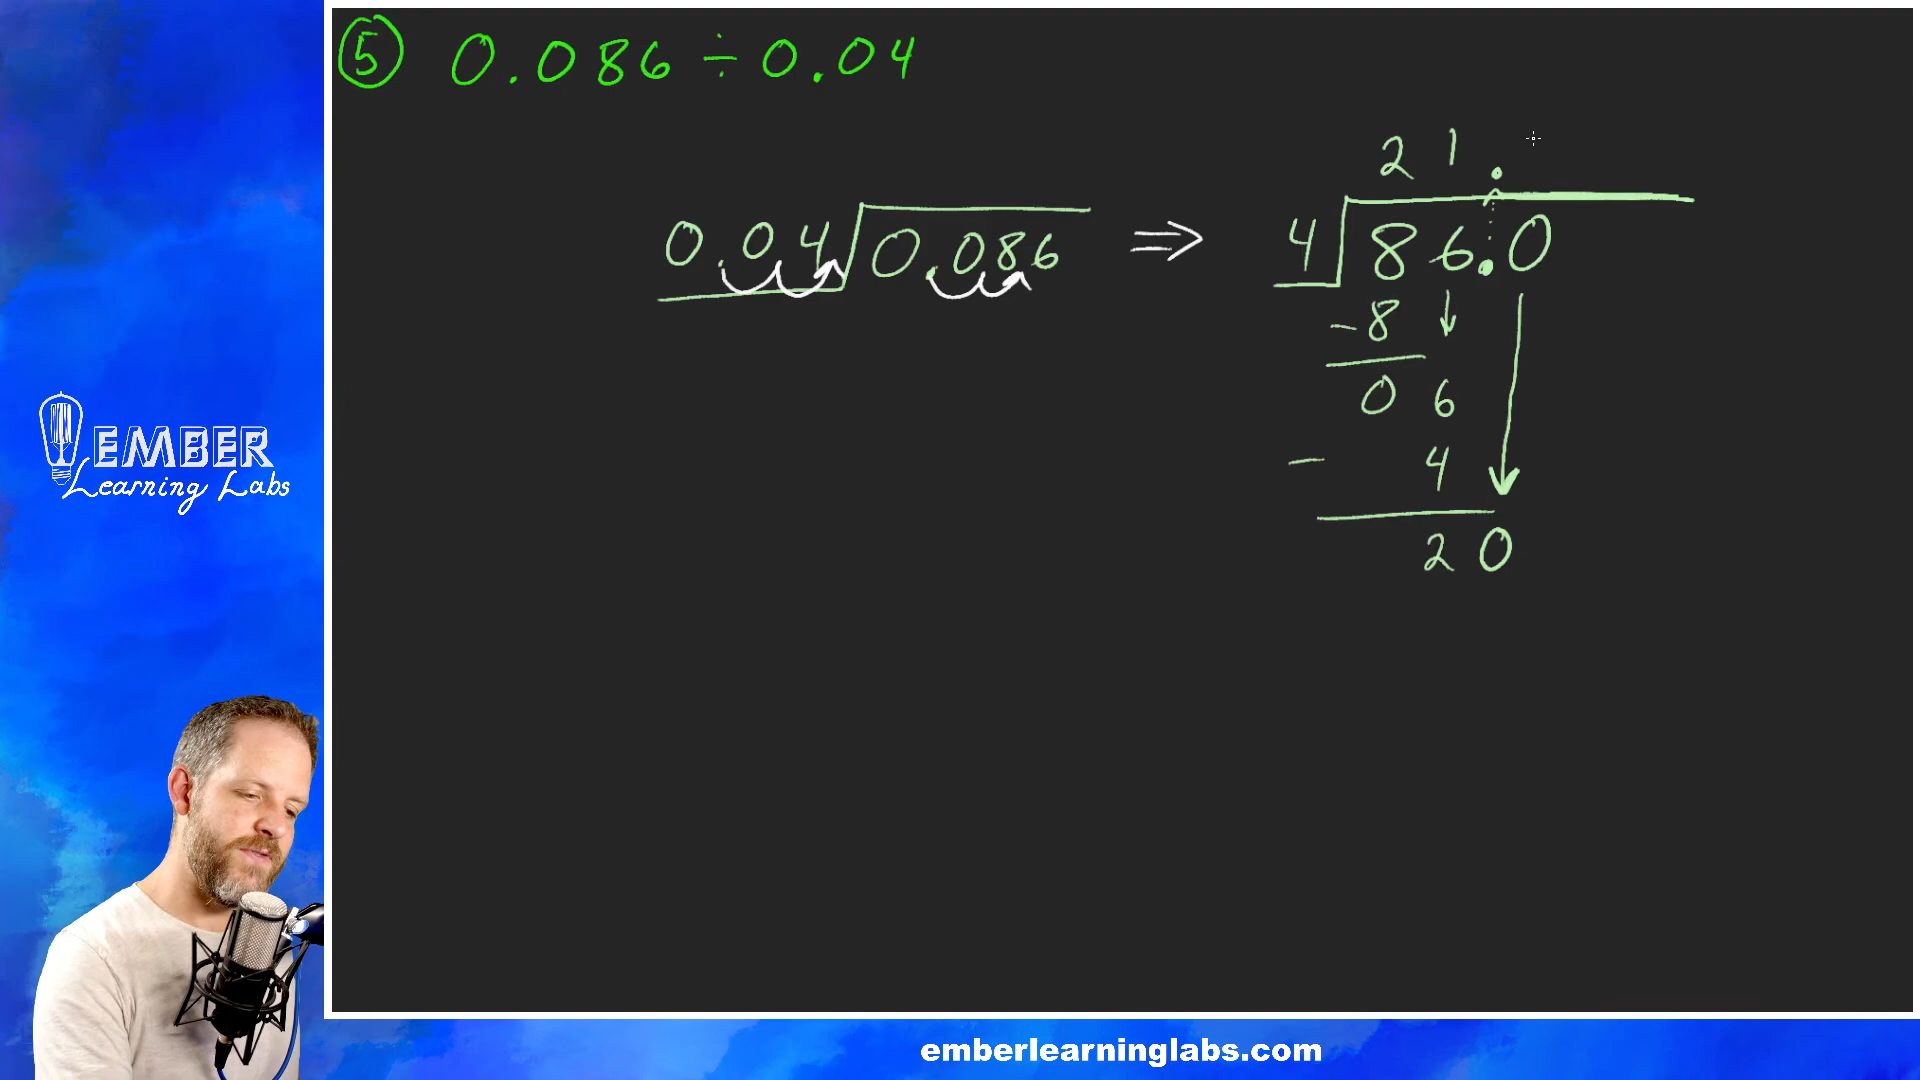 5 0.086 ÷ 0.04
21.
0.04 0.086 ⇒ 4 86.0
-8
06
- 4
20
EMBER
Learning Labs
emberlearninglabs.com